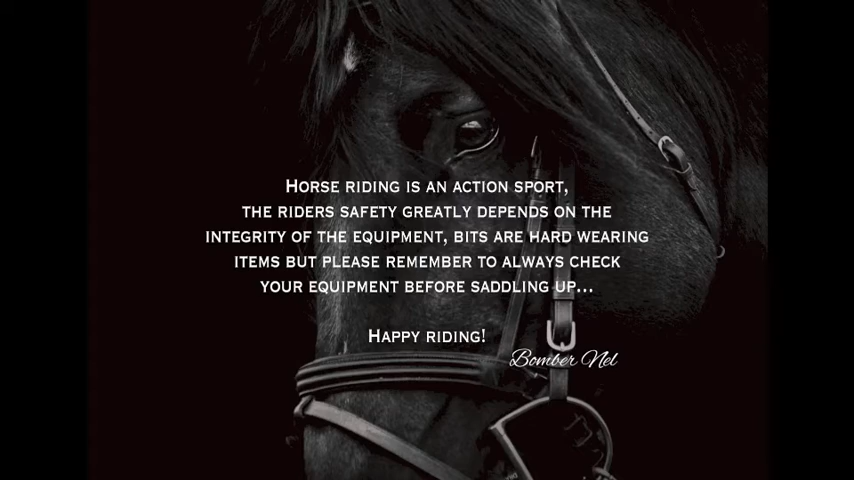 Horse riding is an action sport,
the riders safety greatly depends on the
integrity of the equipment, bits are hard wearing
items but please remember to always check
your equipment before saddling up...
Happy riding!
Bomber Nel